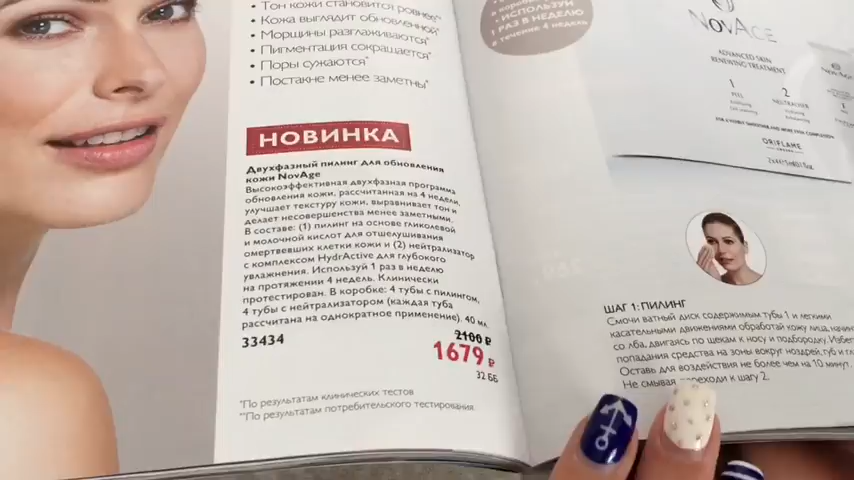 • Тон кожи становится ровнее*
• Кожа выглядит обновленной*
• Морщины разглаживаются*
• Пигментация сокращается*
• Поры сужаются*
• Постакне менее заметны*
НОВИНКА
Двухфазный пилинг для обновления
кожи NovAge
Высокоэффективная двухфазная программа
обновления кожи, рассчитанная на 4 недели,
улучшает текстуру кожи, выравнивает тон и
делает несовершенства менее заметными.
В составе: (1) пилинг на основе гликолевой
и молочной кислот для отшелушивания
омертвевших клетки кожи и (2) нейтрализатор
с комплексом HydrActive для глубокого
увлажнения. Используй 1 раз в неделю
на протяжении 4 недель. Клинически
протестирован. В коробке: 4 тубы с пилингом,
4 тубы с нейтрализатором (каждая туба
рассчитана на однократное применение). 40 мл.
33434
2100 ₽
1679 ₽
32 ББ
*По результатам клинических тестов
**По результатам потребительского тестирования
ИСПОЛЬЗУЙ
1 РАЗ В НЕДЕЛЮ
в течение 4 недель
NOVAGE
ADVANCED SKIN
RENEWING TREATMENT
1
PEEL
2
NEUTRALISER
ORIFLAME
SWEDEN
ШАГ 1: ПИЛИНГ
Смочи ватный диск содержимым тубы 1 и легкими
касательными движениями обработай кожу лица,
со лба, двигаясь по щекам к носу и подбородку.
попадания средства на зоны вокруг ноздрей, губ и
Оставь для воздействия не более чем на 10 минут.
Не смывая переходи к шагу 2.